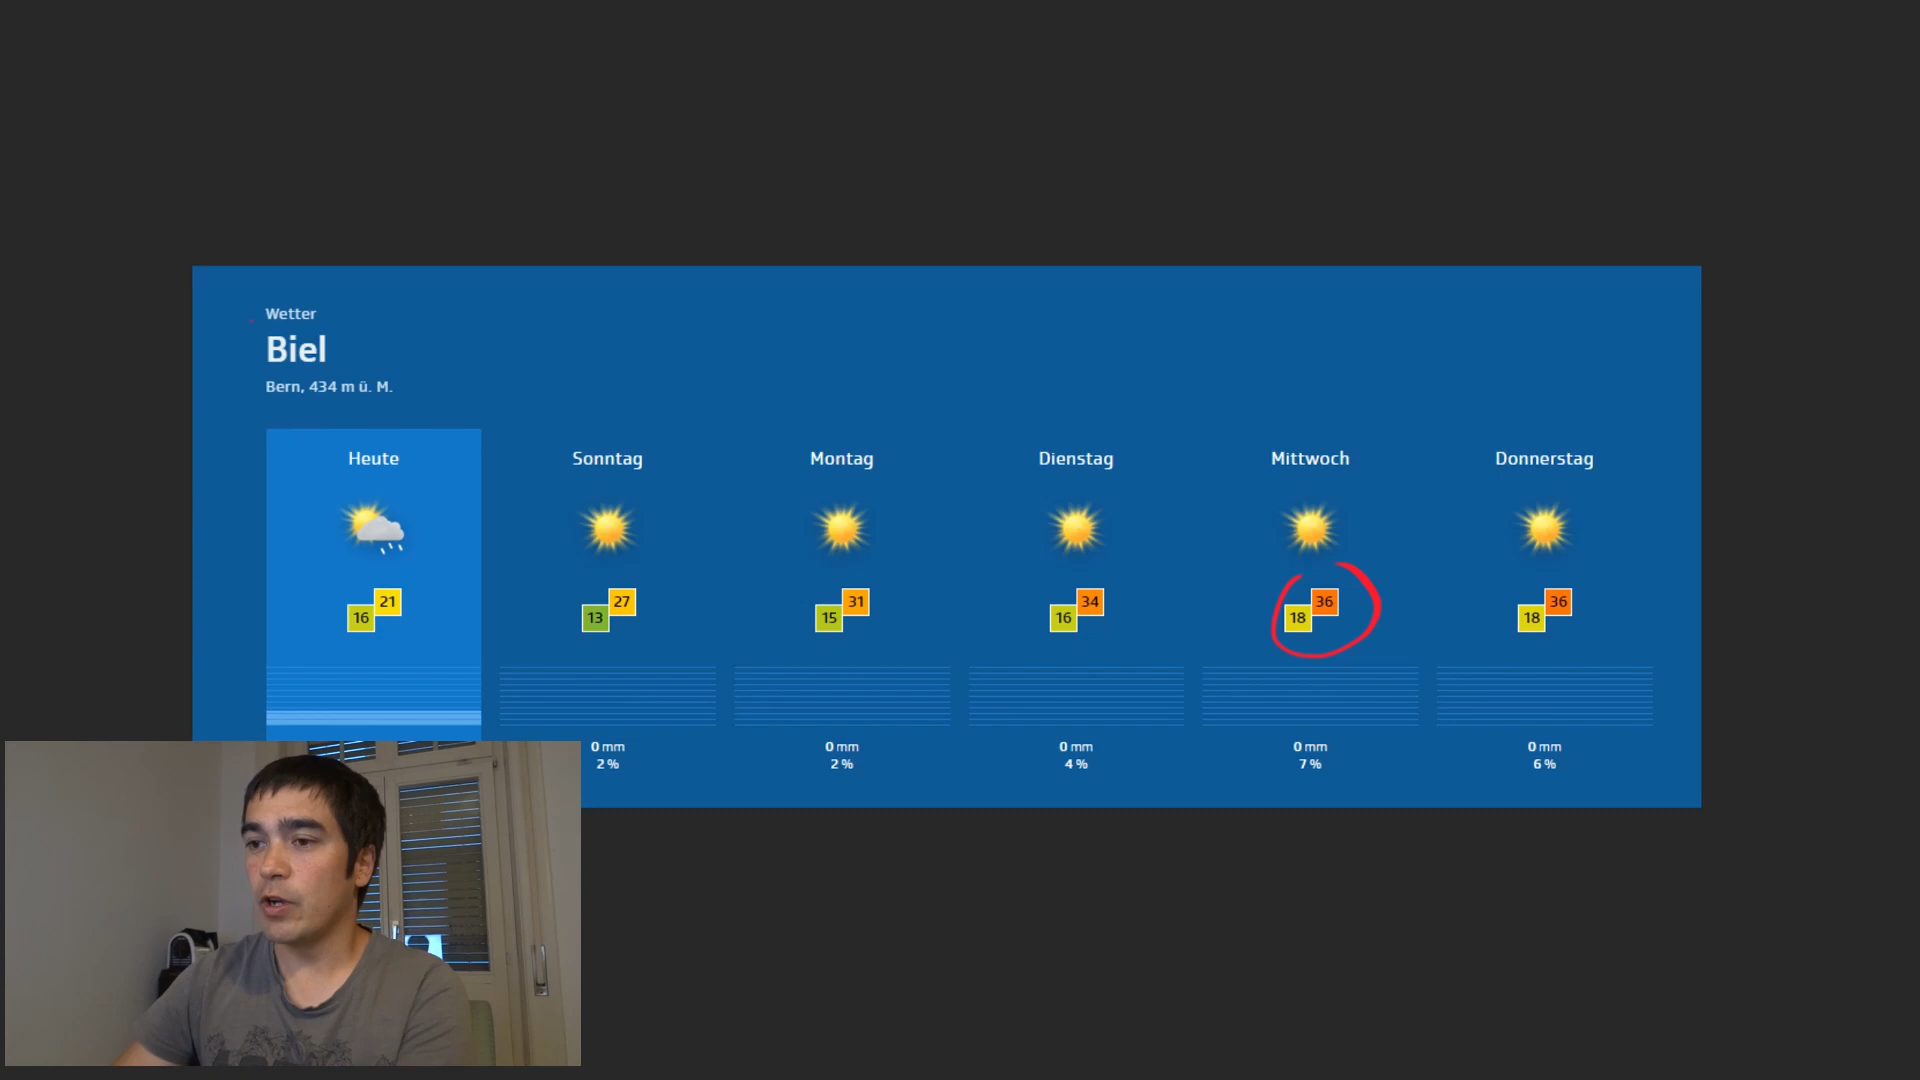 Wetter
Biel
Bern, 434 m ü. M.
Heute
Sonntag
Montag
Dienstag
Mittwoch
Donnerstag
16 21
13 27
15 31
16 34
18 36
18 36
0 mm
2 %
0 mm
2 %
0 mm
4 %
0 mm
7 %
0 mm
6 %